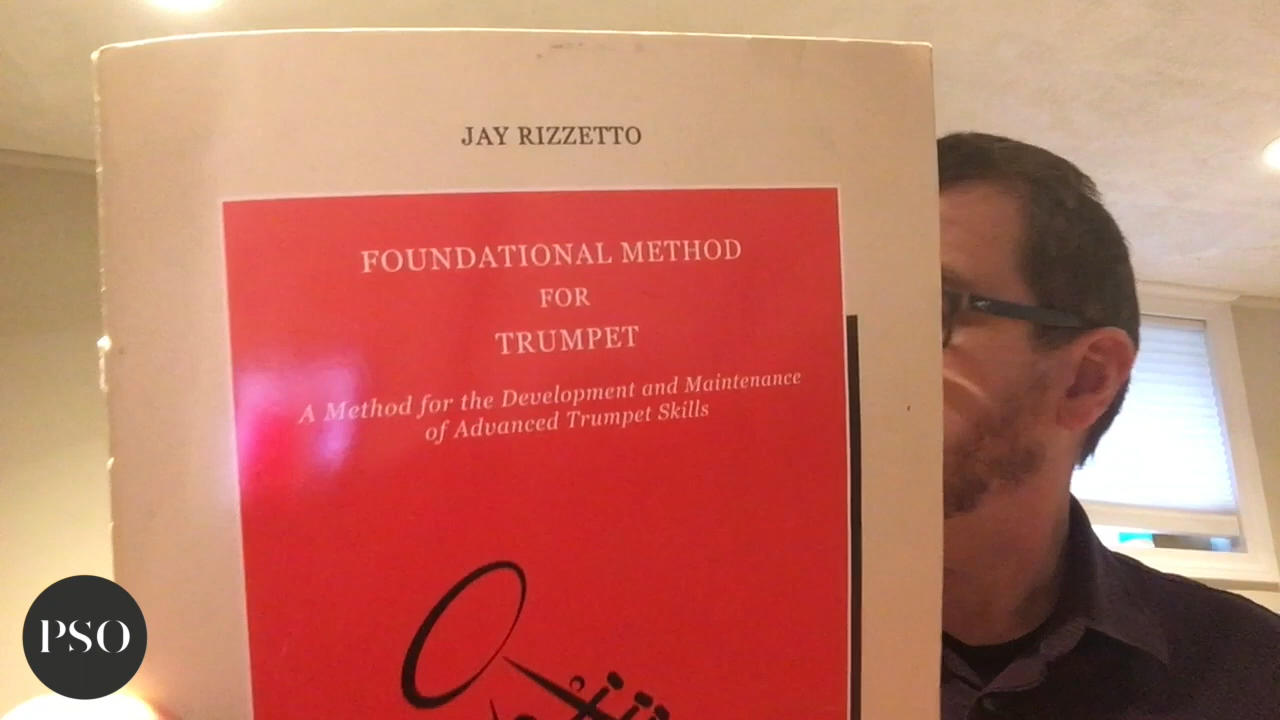 JAY RIZZETTO
FOUNDATIONAL METHOD
FOR
TRUMPET
A Method for the Development and Maintenance
of Advanced Trumpet Skills
PSO